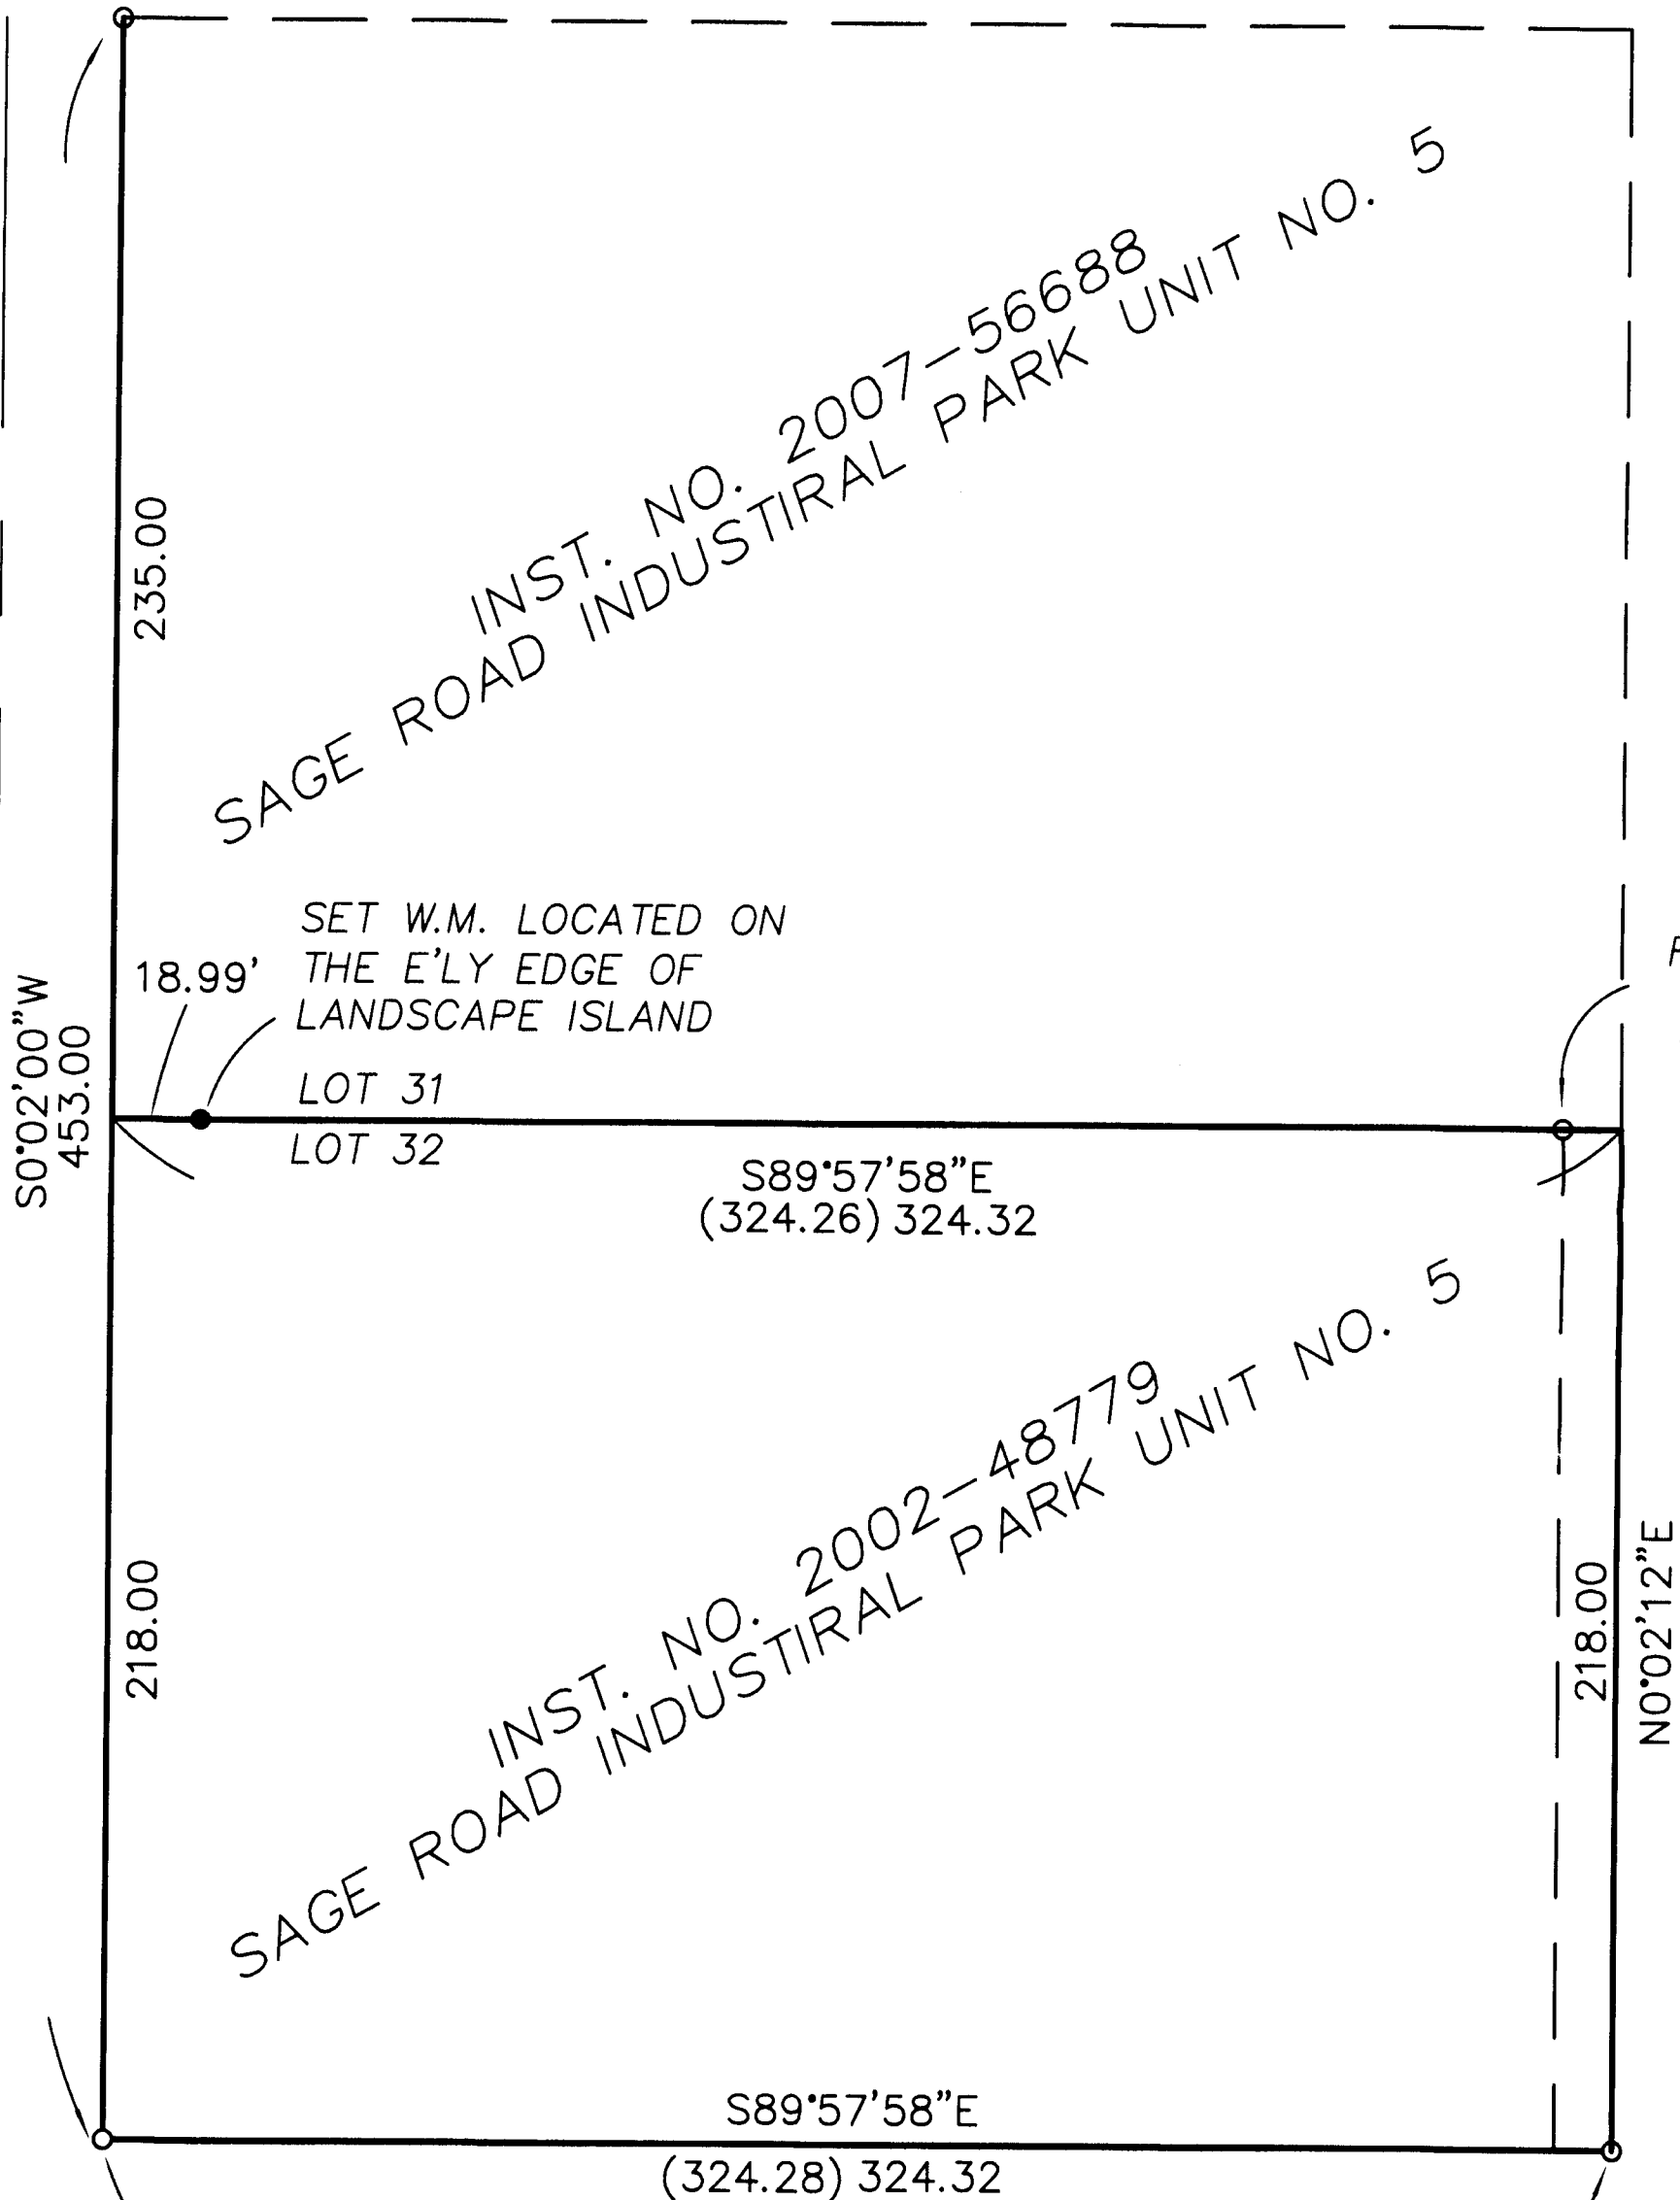 INST. NO. 2007-56688
SAGE ROAD INDUSTIRAL PARK UNIT NO. 5
235.00
SET W.M. LOCATED ON
THE E'LY EDGE OF
LANDSCAPE ISLAND
18.99'
S0°02'00"W
453.00
LOT 31
LOT 32
S89°57'58"E
(324.26) 324.32
INST. NO. 2002-48779
SAGE ROAD INDUSTIRAL PARK UNIT NO. 5
218.00
218.00
N0°02'12"E
S89°57'58"E
(324.28) 324.32